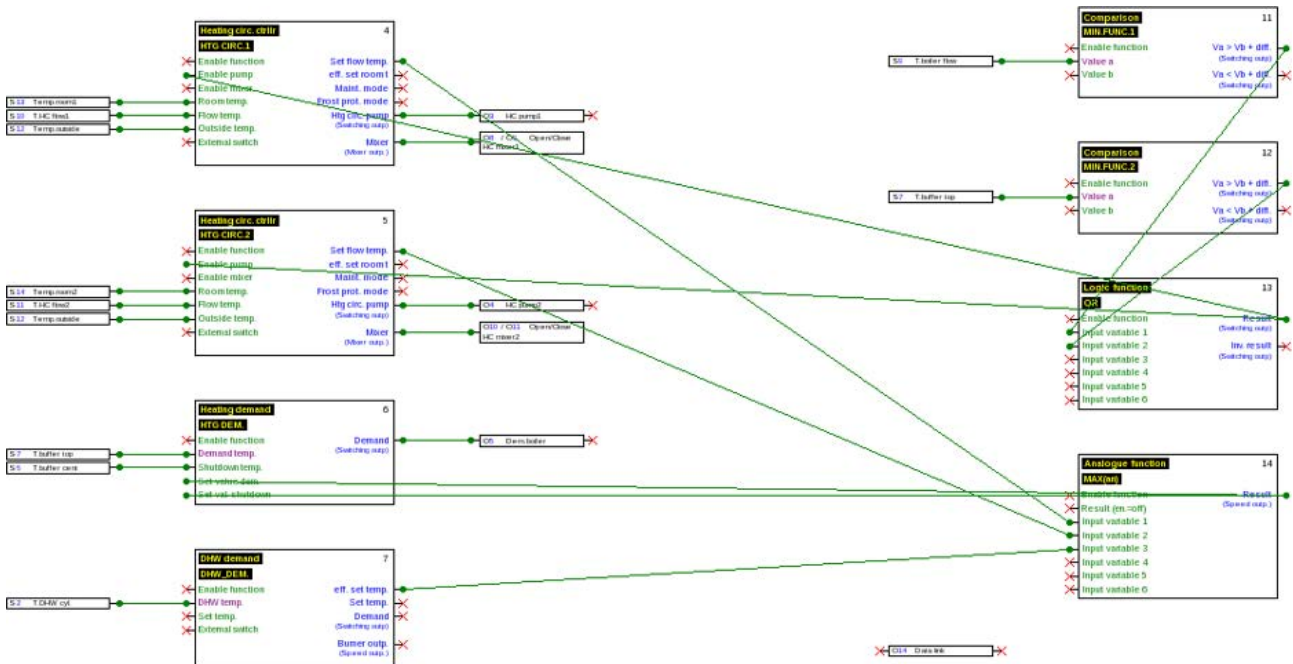 Heating circ. ctrllr 4
HTG CIRC.1
Enable function Set flow temp.
Enable pump eff. set room t
Enable mixer Maint. mode
S13 Temp.room1 Room temp. Frost prot. mode
S10 T.HC flow1 Flow temp. Htg circ. pump O3 HC pump1
(Switching outp)
S12 Temp.outside Outside temp.
External switch Mixer Open/Close
(Mixer outp.) HC mixer1
Heating circ. ctrllr 5
HTG CIRC.2
Enable function Set flow temp.
Enable pump eff. set room t
Enable mixer Maint. mode
S14 Temp.room2 Room temp. Frost prot. mode
S11 T.HC flow2 Flow temp. Htg circ. pump O4 HC pump2
(Switching outp)
S12 Temp.outside Outside temp.
External switch Mixer O10 / O11 Open/Close
(Mixer outp.) HC mixer2
Heating demand 6
HTG DEM.
Enable function Demand O5 Dem.boiler
(Switching outp)
S7 T.buffer top Demand temp.
T.buffer cent Shutdown temp.
Set value dem.
Set val. shutdown
DHW demand 7
DHW_DEM.
Enable function eff. set temp.
S2 T.DHW cyl DHW temp. Set temp.
Set temp. Demand
(Switching outp)
External switch
Burner outp.
(Speed outp.)
Comparison 11
MIN.FUNC.1
Enable function Va > Vb + diff.
(Switching outp)
T.boiler flow Value a
Value b Va < Vb + diff.
(Switching outp)
Comparison 12
MIN.FUNC.2
Enable function Va > Vb + diff.
(Switching outp)
S7 T.buffer top Value a
Value b Va < Vb + diff.
(Switching outp)
Logic function 13
OR
Enable function Result
(Switching outp)
Input variable 1
Input variable 2 Inv. result
(Switching outp)
Input variable 3
Input variable 4
Input variable 5
Input variable 6
Analogue function 14
MAX(an)
Enable function Result
(Speed outp.)
Result (en.=off)
Input variable 1
Input variable 2
Input variable 3
Input variable 4
Input variable 5
Input variable 6
O14 Data link